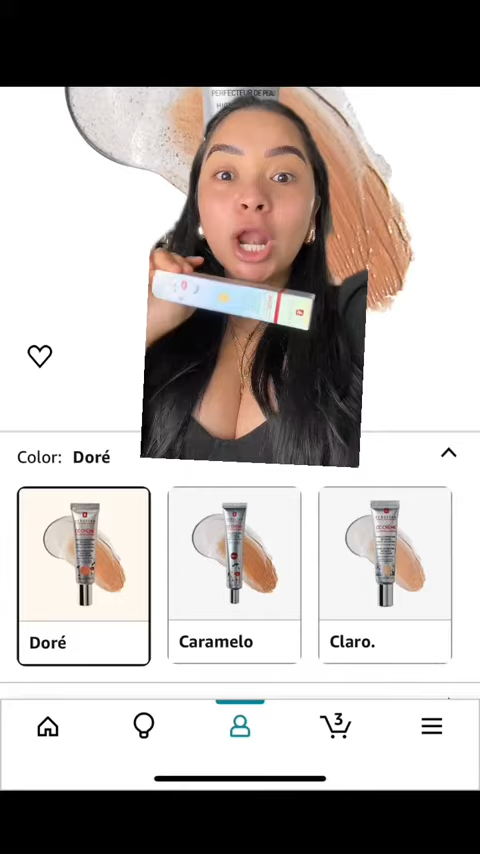 PERFECTEUR DE PEAU
Color: Doré
Doré
Caramelo
Claro.
3